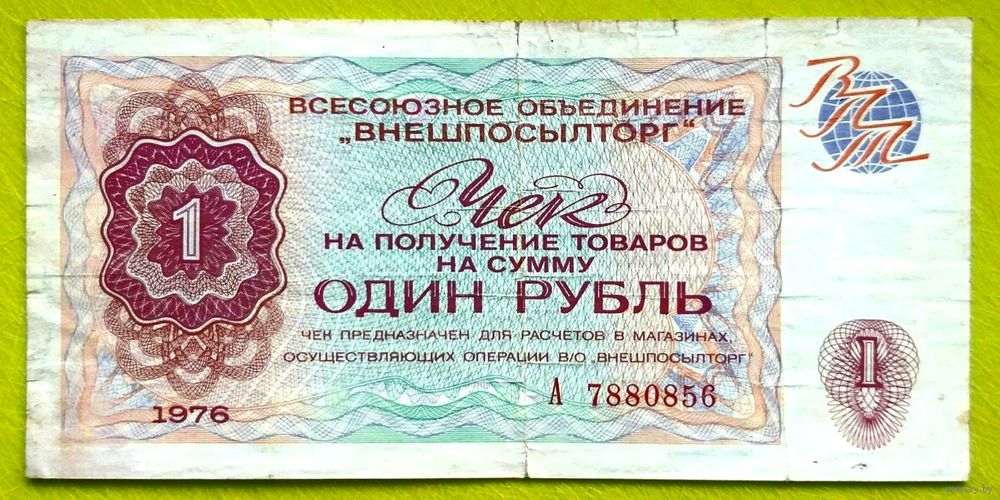 ВСЕСОЮЗНОЕ ОБЪЕДИНЕНИЕ
„ВНЕШПОСЫЛТОРГ“
ВПТ
Чек
НА ПОЛУЧЕНИЕ ТОВАРОВ
НА СУММУ
ОДИН РУБЛЬ
ЧЕК ПРЕДНАЗНАЧЕН ДЛЯ РАСЧЕТОВ В МАГАЗИНАХ,
ОСУЩЕСТВЛЯЮЩИХ ОПЕРАЦИИ В/О „ВНЕШПОСЫЛТОРГ“
1
1
1976
А 7880856